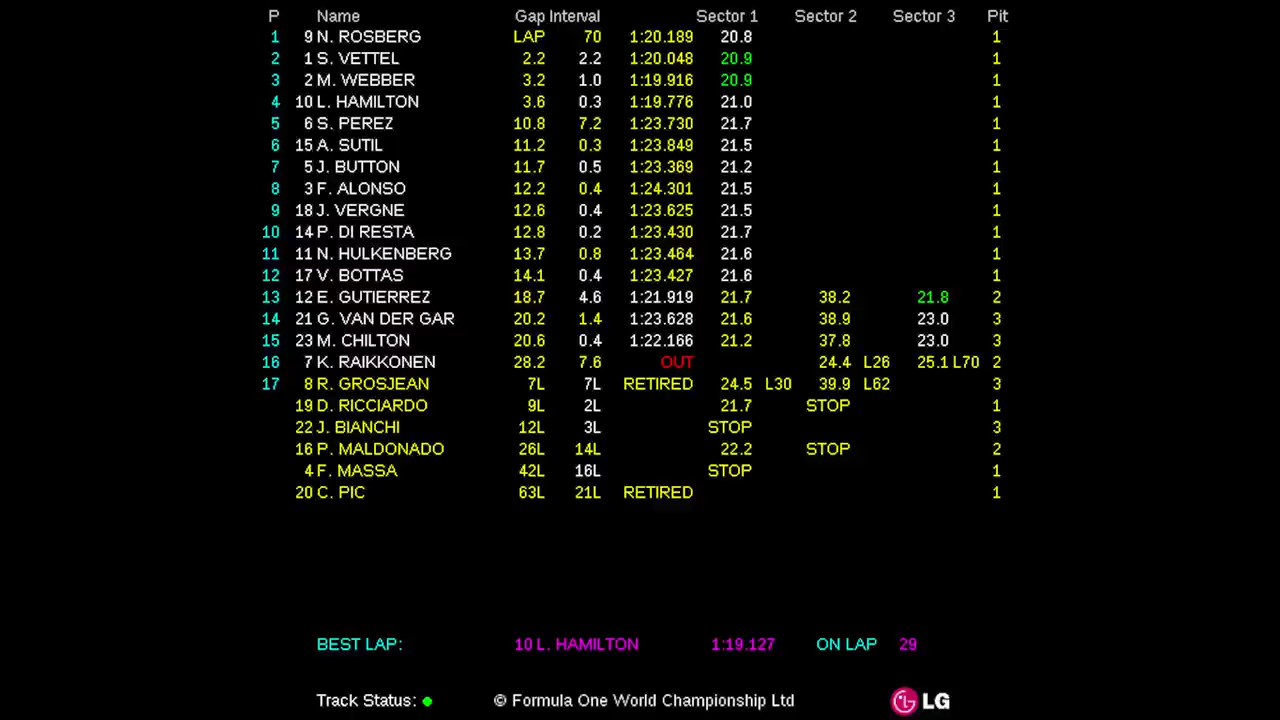 P Name Gap Interval Sector 1 Sector 2 Sector 3 Pit
1 9 N. ROSBERG LAP 70 1:20.189 20.8 1
2 1 S. VETTEL 2.2 2.2 1:20.048 20.9 1
3 2 M. WEBBER 3.2 1.0 1:19.916 20.9 1
4 10 L. HAMILTON 3.6 0.3 1:19.776 21.0 1
5 6 S. PEREZ 10.8 7.2 1:23.730 21.7 1
6 15 A. SUTIL 11.2 0.3 1:23.849 21.5 1
7 5 J. BUTTON 11.7 0.5 1:23.369 21.2 1
8 3 F. ALONSO 12.2 0.4 1:24.301 21.5 1
9 18 J. VERGNE 12.6 0.4 1:23.625 21.5 1
10 14 P. DI RESTA 12.8 0.2 1:23.430 21.7 1
11 11 N. HULKENBERG 13.7 0.8 1:23.464 21.6 1
12 17 V. BOTTAS 14.1 0.4 1:23.427 21.6 1
13 12 E. GUTIERREZ 18.7 4.6 1:21.919 21.7 38.2 21.8 2
14 21 G. VAN DER GAR 20.2 1.4 1:23.628 21.6 38.9 23.0 3
15 23 M. CHILTON 20.6 0.4 1:22.166 21.2 37.8 23.0 3
16 7 K. RAIKKONEN 28.2 7.6 OUT 24.4 L26 25.1 L70 2
17 8 R. GROSJEAN 7L 7L RETIRED 24.5 L30 39.9 L62 3
19 D. RICCIARDO 9L 2L 21.7 STOP 1
22 J. BIANCHI 12L 3L STOP 3
16 P. MALDONADO 26L 14L 22.2 STOP 2
4 F. MASSA 42L 16L STOP 1
20 C. PIC 63L 21L RETIRED 1
BEST LAP: 10 L. HAMILTON 1:19.127 ON LAP 29
Track Status: © Formula One World Championship Ltd LG